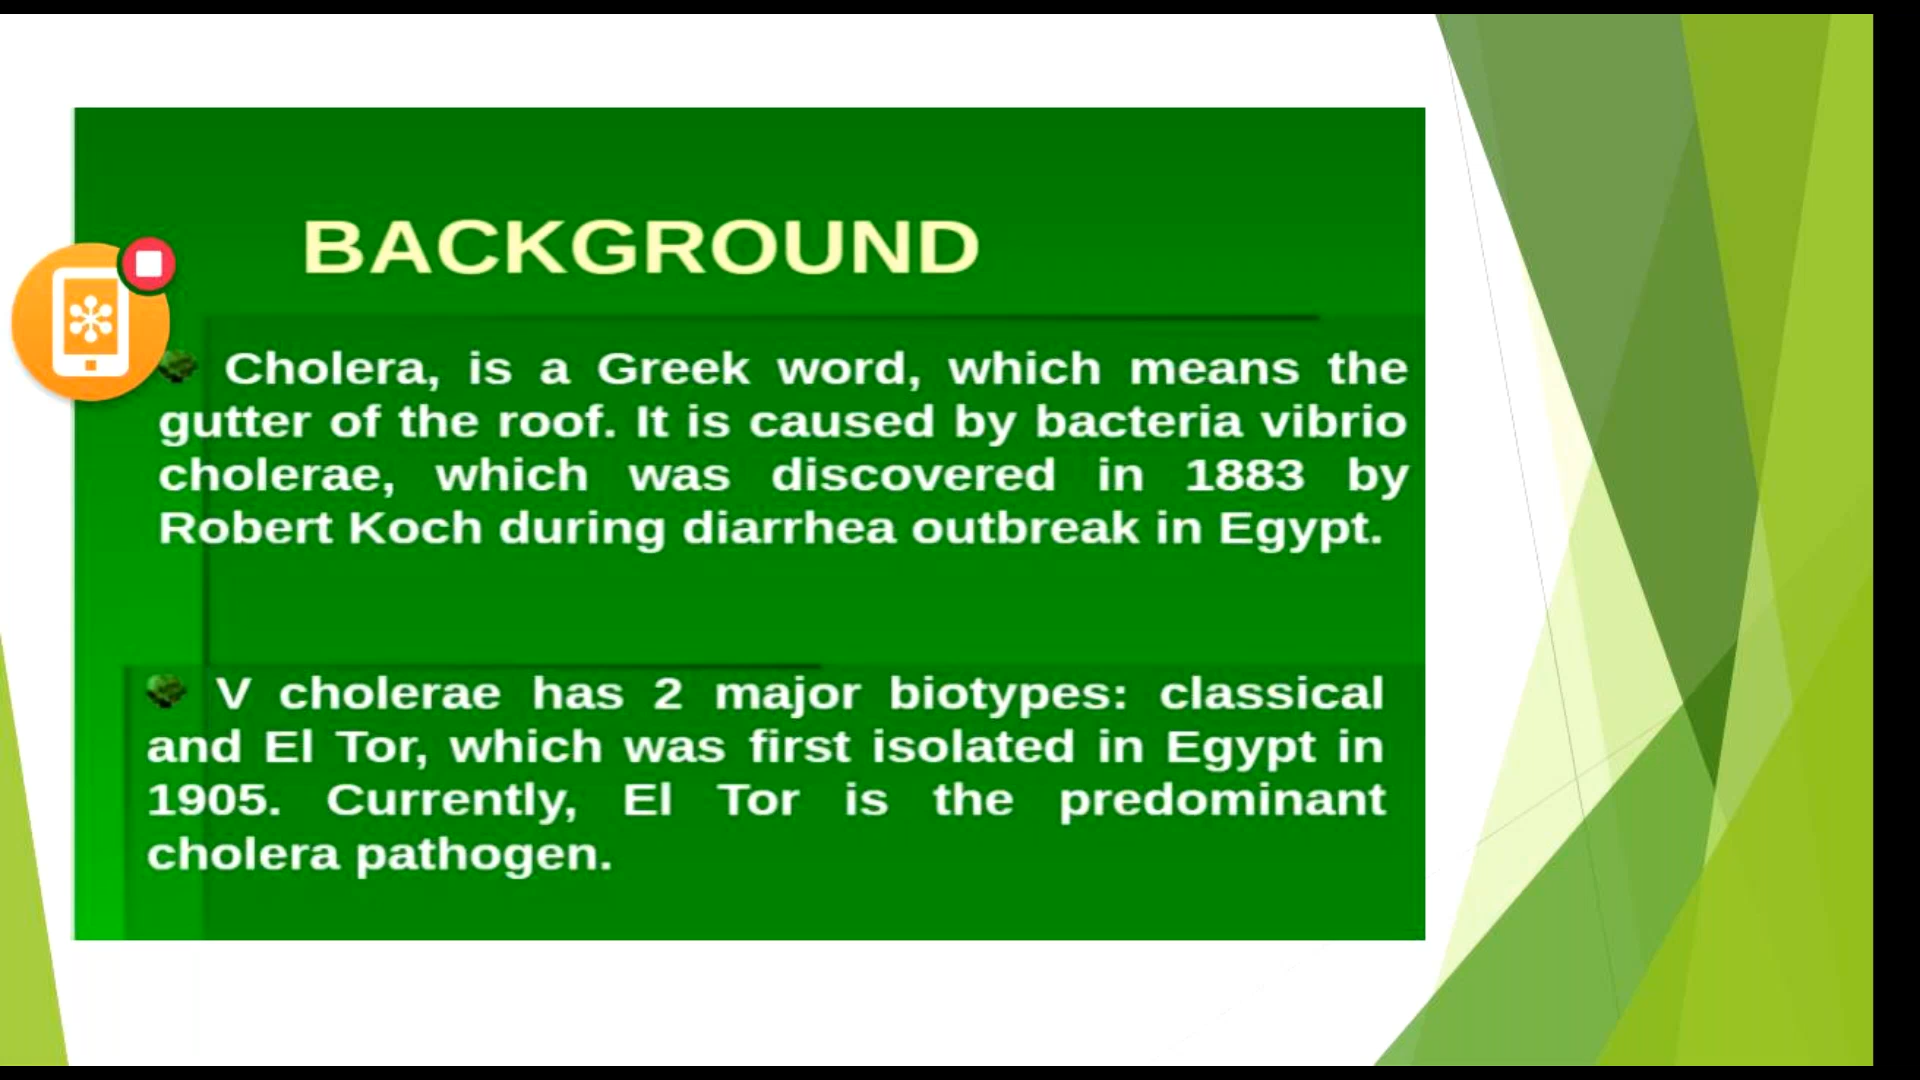 BACKGROUND
Cholera, is a Greek word, which means the
gutter of the roof. It is caused by bacteria vibrio
cholerae, which was discovered in 1883 by
Robert Koch during diarrhea outbreak in Egypt.
V cholerae has 2 major biotypes: classical
and El Tor, which was first isolated in Egypt in
1905. Currently, El Tor is the predominant
cholera pathogen.